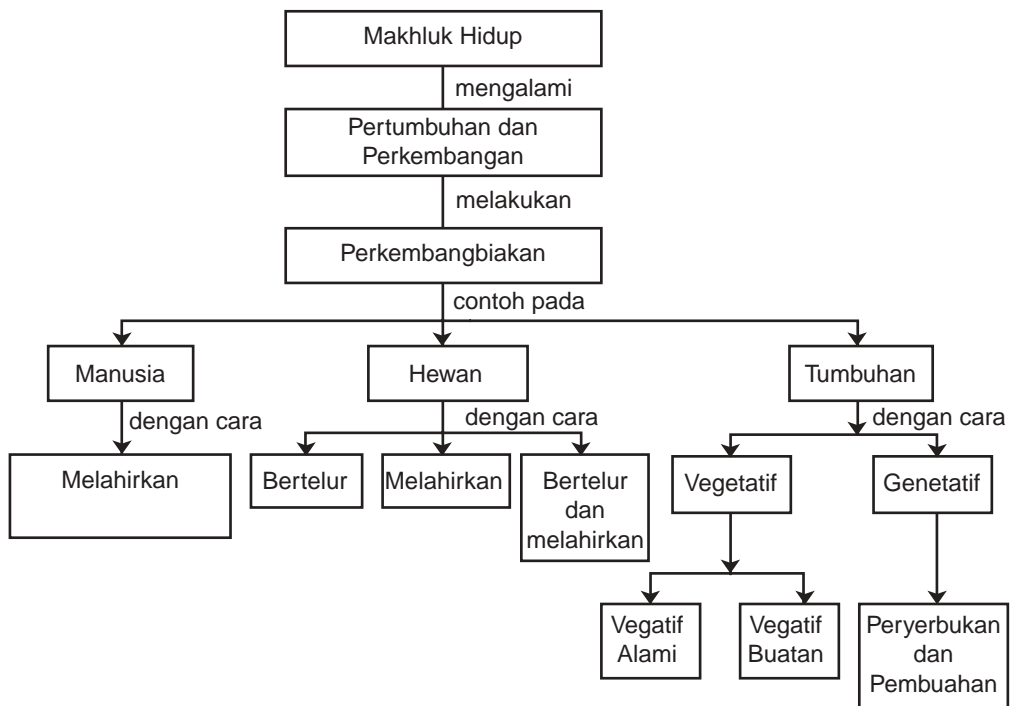 Makhluk Hidup
mengalami
Pertumbuhan dan
Perkembangan
melakukan
Perkembangbiakan
contoh pada
Manusia
Hewan
Tumbuhan
dengan cara
dengan cara
dengan cara
Melahirkan
Bertelur
Melahirkan
Bertelur
dan
melahirkan
Vegetatif
Genetatif
Vegatif
Alami
Vegatif
Buatan
Peryerbukan
dan
Pembuahan